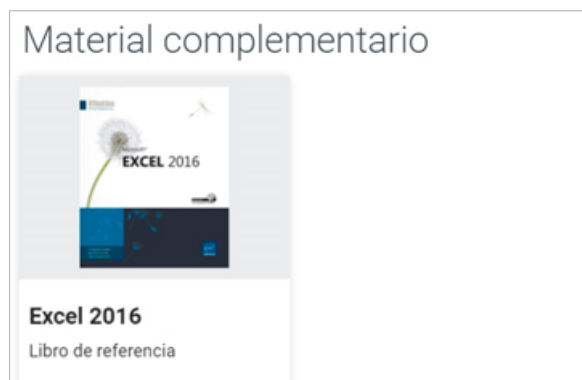 Material complementario
EXCEL 2016
Excel 2016
Libro de referencia